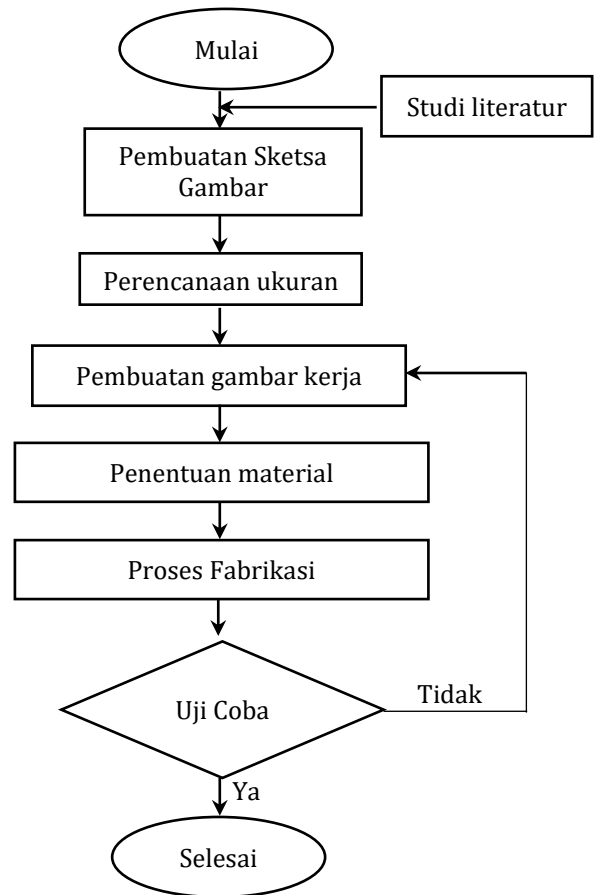 Mulai
Studi literatur
Pembuatan Sketsa
Gambar
Perencanaan ukuran
Pembuatan gambar kerja
Penentuan material
Proses Fabrikasi
Uji Coba
Tidak
Ya
Selesai